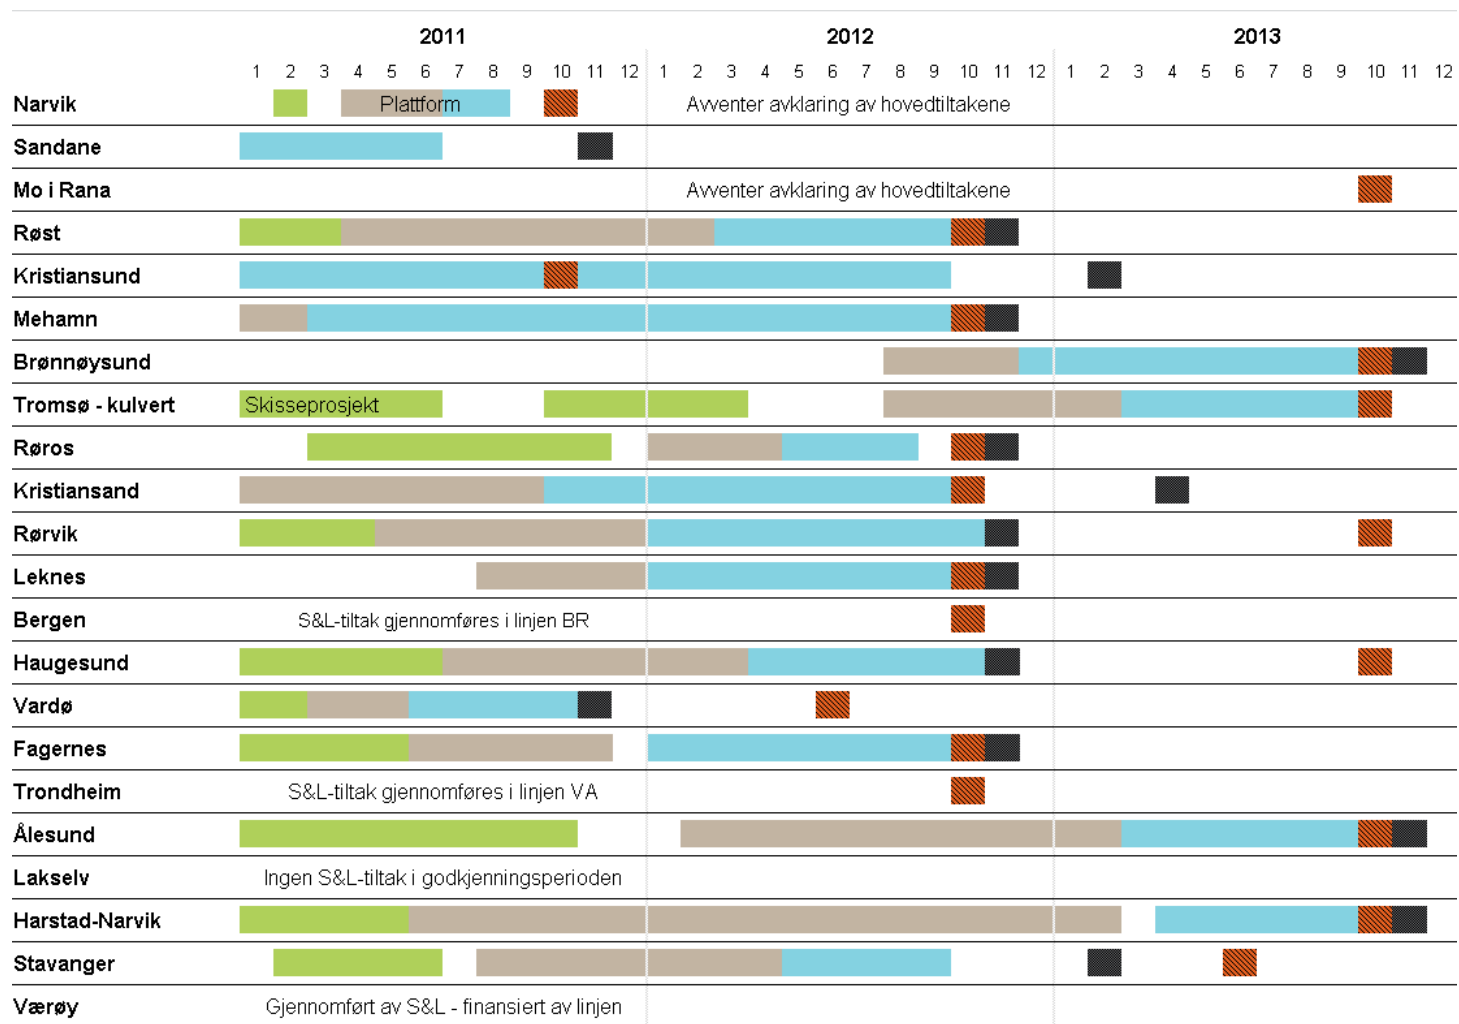 2011 2012 2013
1 2 3 4 5 6 7 8 9 10 11 12 1 2 3 4 5 6 7 8 9 10 11 12 1 2 3 4 5 6 7 8 9 10 11 12
Narvik Plattform Avventer avklaring av hovedtiltakene
Sandane
Mo i Rana Avventer avklaring av hovedtiltakene
Røst
Kristiansund
Mehamn
Brønnøysund
Tromsø - kulvert Skisseprosjekt
Røros
Kristiansand
Rørvik
Leknes
Bergen S&L-tiltak gjennomføres i linjen BR
Haugesund
Vardø
Fagernes
Trondheim S&L-tiltak gjennomføres i linjen VA
Ålesund
Lakselv Ingen S&L-tiltak i godkjenningsperioden
Harstad-Narvik
Stavanger
Værøy Gjennomført av S&L - finansiert av linjen